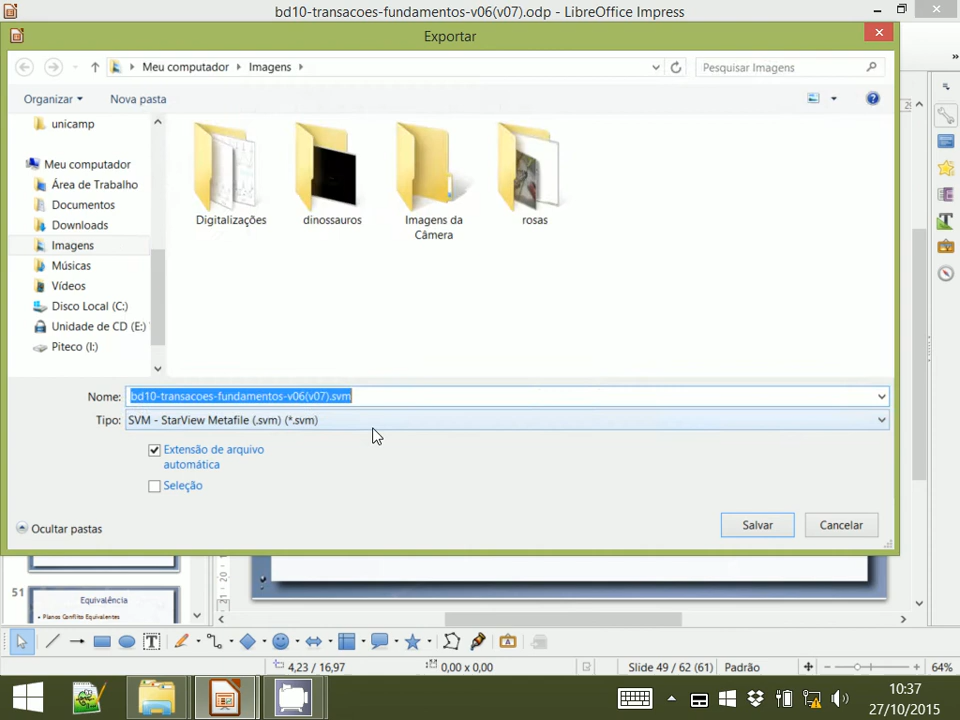 bd10-transacoes-fundamentos-v06(v07).odp - LibreOffice Impress
Exportar
Meu computador
Imagens
Pesquisar Imagens
Organizar
Nova pasta
unicamp
Meu computador
Área de Trabalho
Documentos
Downloads
Imagens
Músicas
Vídeos
Disco Local (C:)
Unidade de CD (E:)
Piteco (I:)
Digitalizações
dinossauros
Imagens da
Câmera
rosas
Nome: bd10-transacoes-fundamentos-v06(v07).svm
Tipo: SVM - StarView Metafile (.svm) (*.svm)
Extensão de arquivo
automática
Seleção
Ocultar pastas
Salvar
Cancelar
51
Equivalência
• Planos Conflito Equivalentes
4,23 / 16,97
0,00 x 0,00
Slide 49 / 62 (61)
Padrão
64%
10:37
27/10/2015